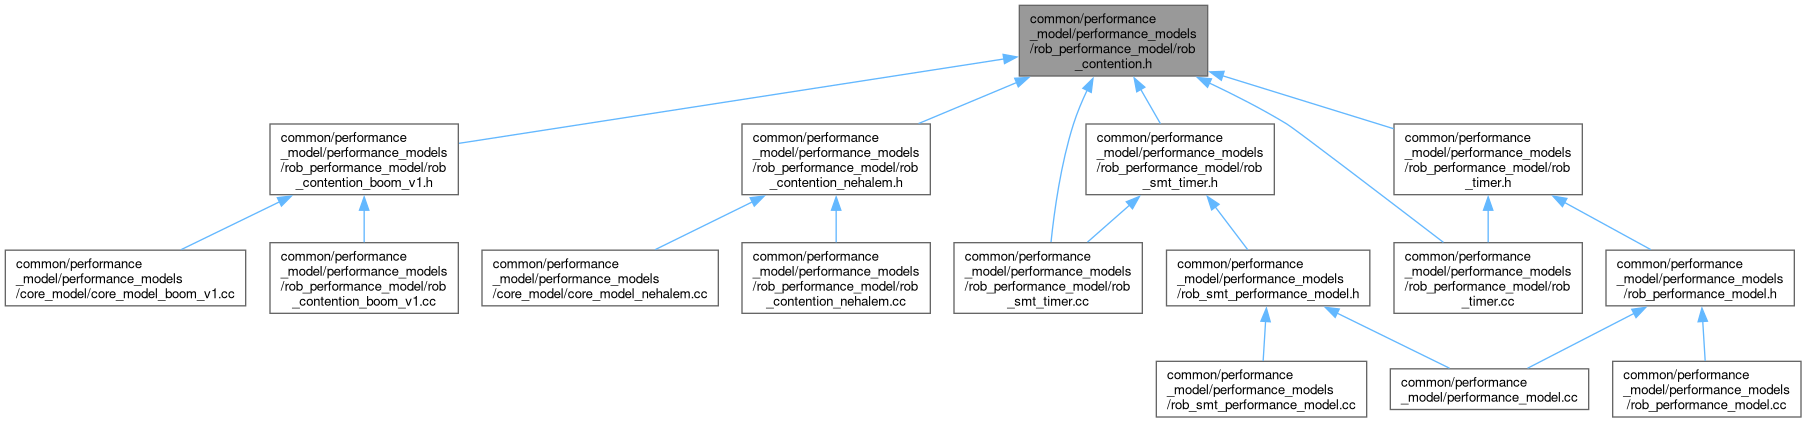 common/performance
_model/performance_models
/rob_performance_model/rob
_contention.h
common/performance
_model/performance_models
/rob_performance_model/rob
_contention_boom_v1.h
common/performance
_model/performance_models
/rob_performance_model/rob
_contention_nehalem.h
common/performance
_model/performance_models
/rob_performance_model/rob
_smt_timer.h
common/performance
_model/performance_models
/rob_performance_model/rob
_timer.h
common/performance
_model/performance_models
/core_model/core_model_boom_v1.cc
common/performance
_model/performance_models
/rob_performance_model/rob
_contention_boom_v1.cc
common/performance
_model/performance_models
/core_model/core_model_nehalem.cc
common/performance
_model/performance_models
/rob_performance_model/rob
_contention_nehalem.cc
common/performance
_model/performance_models
/rob_performance_model/rob
_smt_timer.cc
common/performance
_model/performance_models
/rob_smt_performance_model.h
common/performance
_model/performance_models
/rob_performance_model/rob
_timer.cc
common/performance
_model/performance_models
/rob_performance_model.h
common/performance
_model/performance_models
/rob_smt_performance_model.cc
common/performance
_model/performance_model.cc
common/performance
_model/performance_models
/rob_performance_model.cc